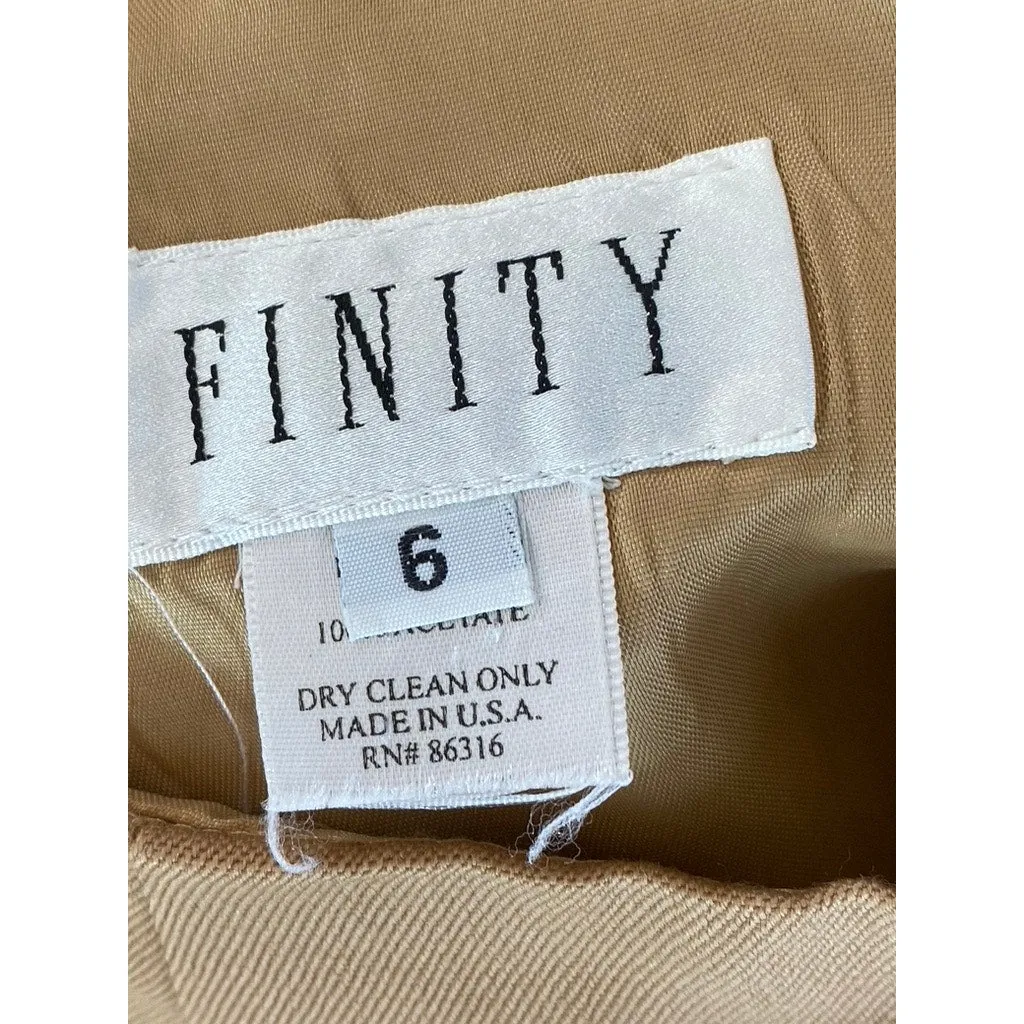 FINITY
6
DRY CLEAN ONLY
MADE IN U.S.A.
RN# 86316